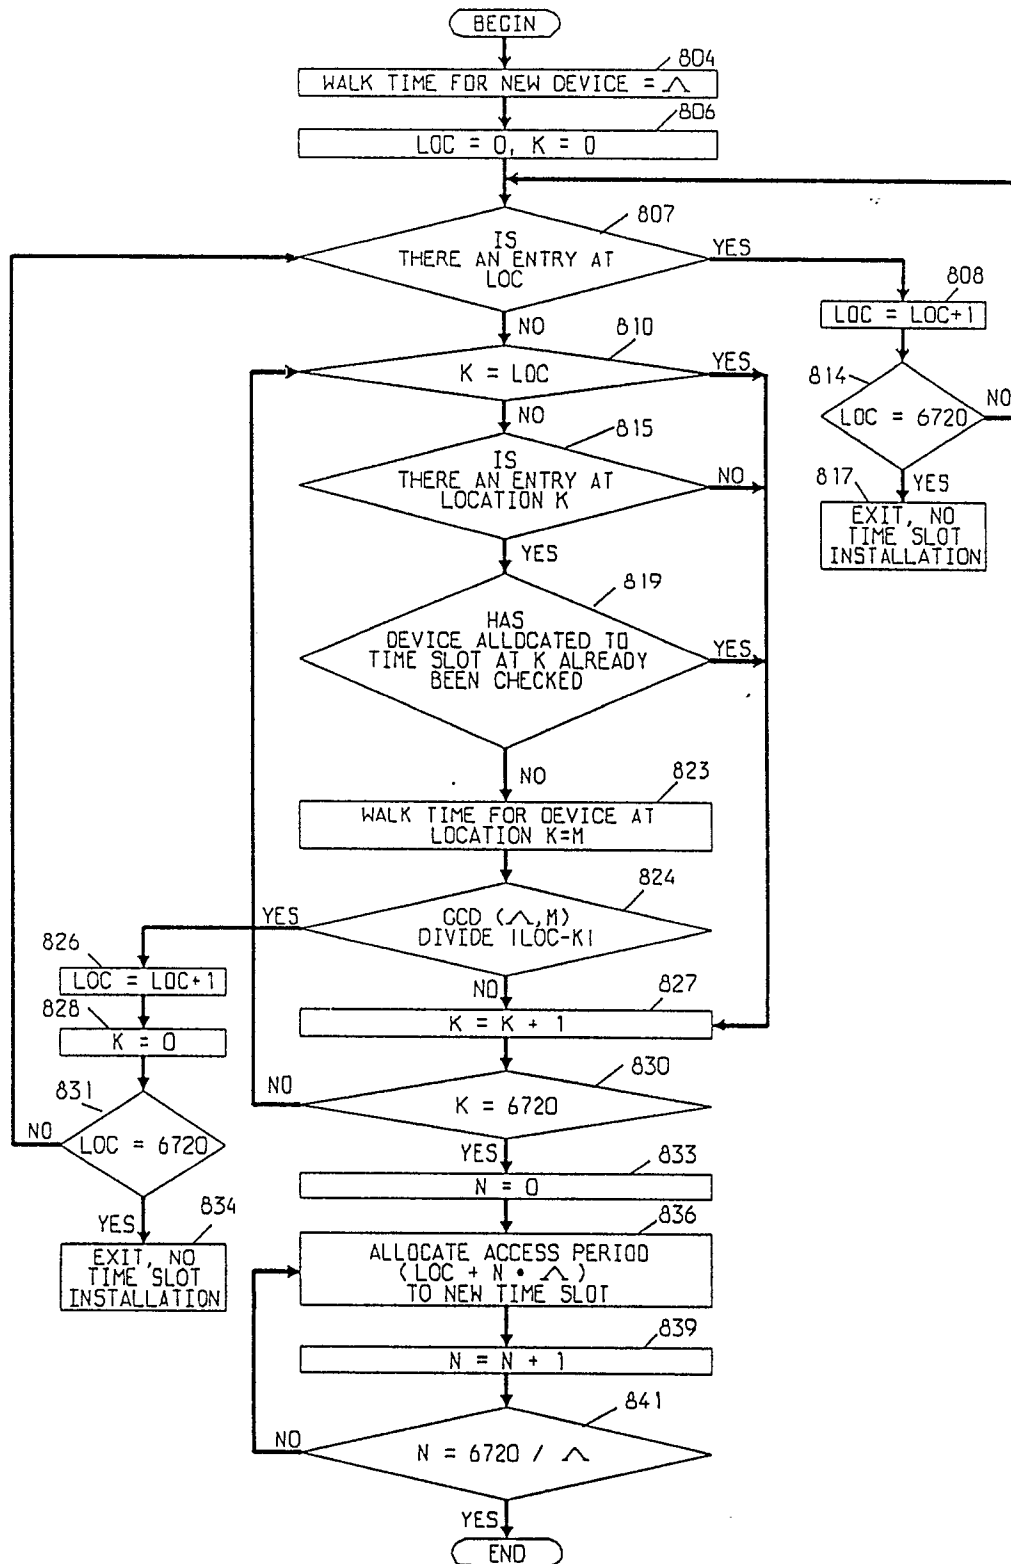 BEGIN
804
WALK TIME FOR NEW DEVICE = Λ
806
LOC = 0, K = 0
807
IS
THERE AN ENTRY AT
LOC
YES
NO
808
LOC = LOC+1
814
LOC = 6720
NO
YES
817
EXIT, NO
TIME SLOT
INSTALLATION
810
K = LOC
YES
NO
815
IS
THERE AN ENTRY AT
LOCATION K
NO
YES
819
HAS
DEVICE ALLOCATED TO
TIME SLOT AT K ALREADY
BEEN CHECKED
YES
NO
823
WALK TIME FOR DEVICE AT
LOCATION K=M
824
GCD (Λ,M)
DIVIDE |LOC-K|
YES
NO
826
LOC = LOC+1
828
K = 0
831
LOC = 6720
NO
YES
834
EXIT, NO
TIME SLOT
INSTALLATION
827
K = K + 1
830
K = 6720
NO
YES
833
N = 0
836
ALLOCATE ACCESS PERIOD
(LOC + N • Λ)
TO NEW TIME SLOT
839
N = N + 1
841
N = 6720 / Λ
NO
YES
END